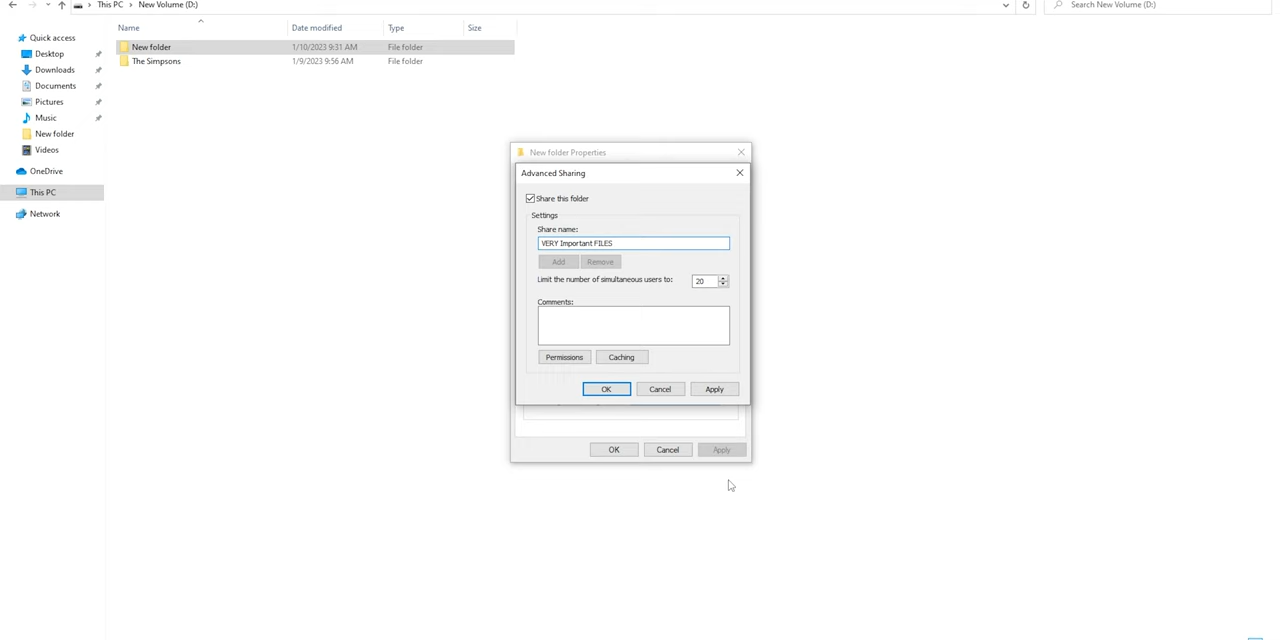 This PC > New Volume (D:)
Search New Volume (D:)
Name Date modified Type Size
Quick access
Desktop
Downloads
Documents
Pictures
Music
New folder
Videos
OneDrive
This PC
Network
New folder 1/10/2023 9:31 AM File folder
The Simpsons 1/9/2023 9:56 AM File folder
New folder Properties
Advanced Sharing
Share this folder
Settings
Share name:
VERY Important FILES
Add Remove
Limit the number of simultaneous users to: 20
Comments:
Permissions Caching
OK Cancel Apply
OK Cancel Apply